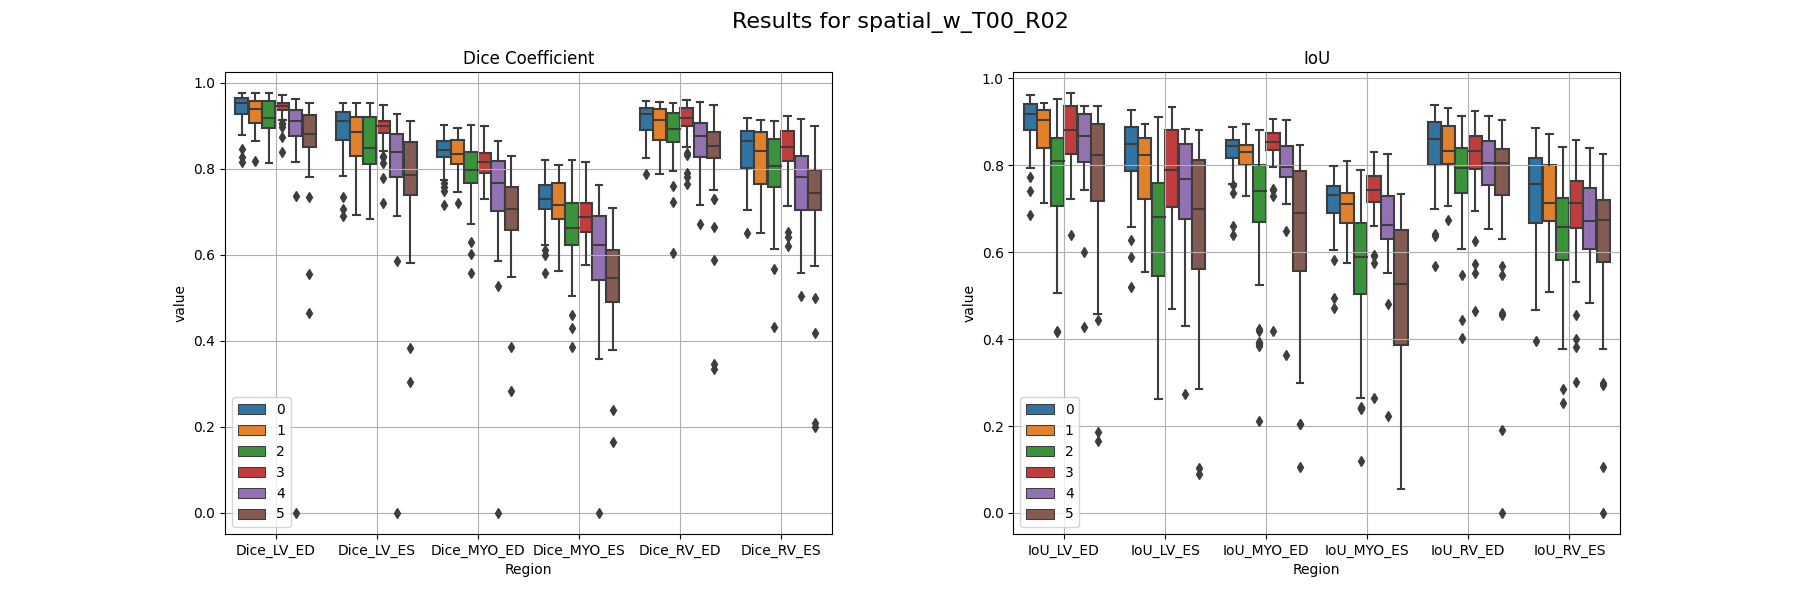 Results for spatial_w_T00_R02
Dice Coefficient
1.0
0.8
0.6
0.4
0.2
0.0
value
0
1
2
3
4
5
Dice_LV_ED Dice_LV_ES Dice_MYO_ED Dice_MYO_ES Dice_RV_ED Dice_RV_ES
Region
IoU
1.0
0.8
0.6
0.4
0.2
0.0
value
0
1
2
3
4
5
IoU_LV_ED IoU_LV_ES IoU_MYO_ED IoU_MYO_ES IoU_RV_ED IoU_RV_ES
Region